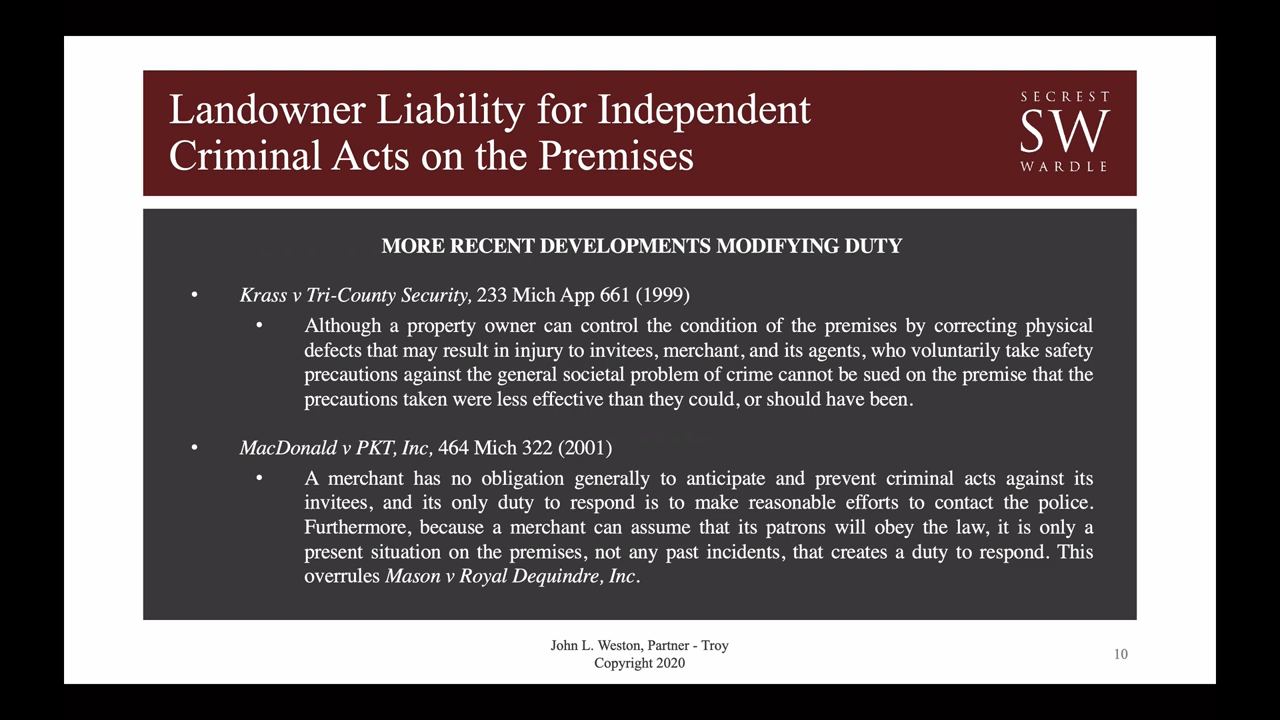 Landowner Liability for Independent
Criminal Acts on the Premises
SECREST
SW
WARDLE
MORE RECENT DEVELOPMENTS MODIFYING DUTY
• Krass v Tri-County Security, 233 Mich App 661 (1999)
• Although a property owner can control the condition of the premises by correcting physical
defects that may result in injury to invitees, merchant, and its agents, who voluntarily take safety
precautions against the general societal problem of crime cannot be sued on the premise that the
precautions taken were less effective than they could, or should have been.
• MacDonald v PKT, Inc, 464 Mich 322 (2001)
• A merchant has no obligation generally to anticipate and prevent criminal acts against its
invitees, and its only duty to respond is to make reasonable efforts to contact the police.
Furthermore, because a merchant can assume that its patrons will obey the law, it is only a
present situation on the premises, not any past incidents, that creates a duty to respond. This
overrules Mason v Royal Dequindre, Inc.
John L. Weston, Partner - Troy
Copyright 2020
10